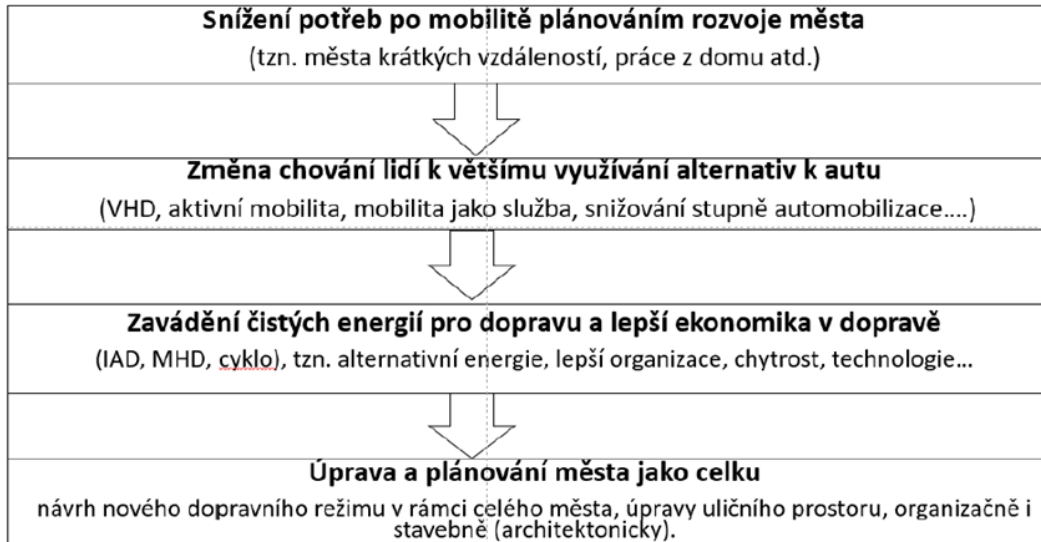 Snížení potřeb po mobilitě plánováním rozvoje města
(tzn. města krátkých vzdáleností, práce z domu atd.)
Změna chování lidí k většímu využívání alternativ k autu
(VHD, aktivní mobilita, mobilita jako služba, snižování stupně automobilizace....)
Zavádění čistých energií pro dopravu a lepší ekonomika v dopravě
(IAD, MHD, cyklo), tzn. alternativní energie, lepší organizace, chytrost, technologie...
Úprava a plánování města jako celku
návrh nového dopravního režimu v rámci celého města, úpravy uličního prostoru, organizačně i
stavebně (architektonicky).